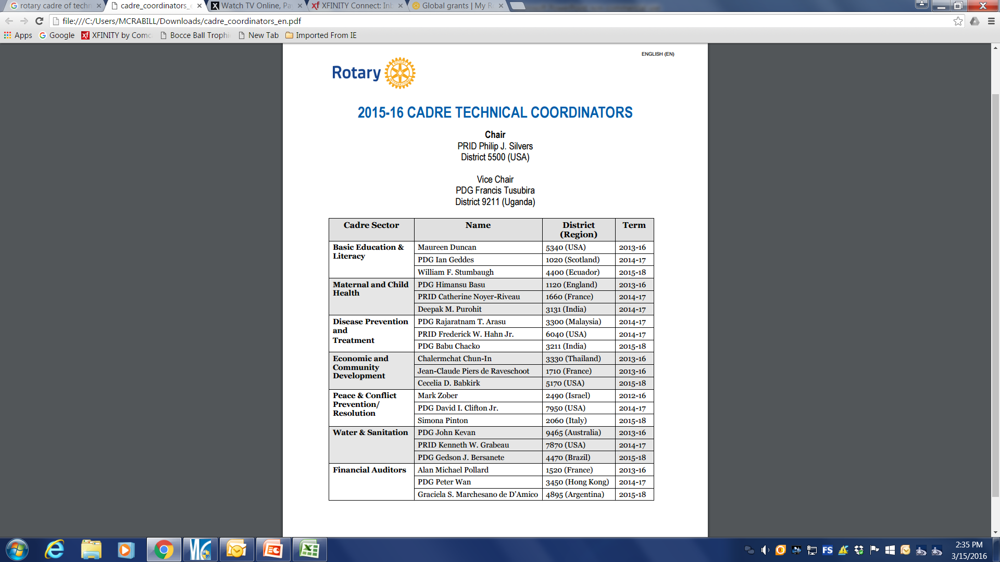 rotary cadre of techn
cadre_coordinators_e
Watch TV Online, Pay
XFINITY Connect: Inb
Global grants | My R
file:///C:/Users/MCRABILL/Downloads/cadre_coordinators_en.pdf
Apps Google XFINITY by Comc Bocce Ball Trophi New Tab Imported From IE
ENGLISH (EN)
Rotary
2015-16 CADRE TECHNICAL COORDINATORS
Chair
PRID Philip J. Silvers
District 5500 (USA)
Vice Chair
PDG Francis Tusubira
District 9211 (Uganda)
Cadre Sector Name District (Region) Term
Basic Education & Literacy
Maureen Duncan 5340 (USA) 2013-16
PDG Ian Geddes 1020 (Scotland) 2014-17
William F. Stumbaugh 4400 (Ecuador) 2015-18
Maternal and Child Health
PDG Himansu Basu 1120 (England) 2013-16
PRID Catherine Noyer-Riveau 1660 (France) 2014-17
Deepak M. Purohit 3131 (India) 2014-17
Disease Prevention and Treatment
PDG Rajaratnam T. Arasu 3300 (Malaysia) 2014-17
PRID Frederick W. Hahn Jr. 6040 (USA) 2014-17
PDG Babu Chacko 3211 (India) 2015-18
Economic and Community Development
Chalermchat Chun-In 3330 (Thailand) 2013-16
Jean-Claude Piers de Raveschoot 1710 (France) 2013-16
Cecelia D. Babkirk 5170 (USA) 2015-18
Peace & Conflict Prevention/ Resolution
Mark Zober 2490 (Israel) 2012-16
PDG David I. Clifton Jr. 7950 (USA) 2014-17
Simona Pinton 2060 (Italy) 2015-18
Water & Sanitation
PDG John Kevan 9465 (Australia) 2013-16
PRID Kenneth W. Grabeau 7870 (USA) 2014-17
PDG Gedson J. Bersanete 4470 (Brazil) 2015-18
Financial Auditors
Alan Michael Pollard 1520 (France) 2013-16
PDG Peter Wan 3450 (Hong Kong) 2014-17
Graciela S. Marchesano de D’Amico 4895 (Argentina) 2015-18
FS
2:35 PM
3/15/2016